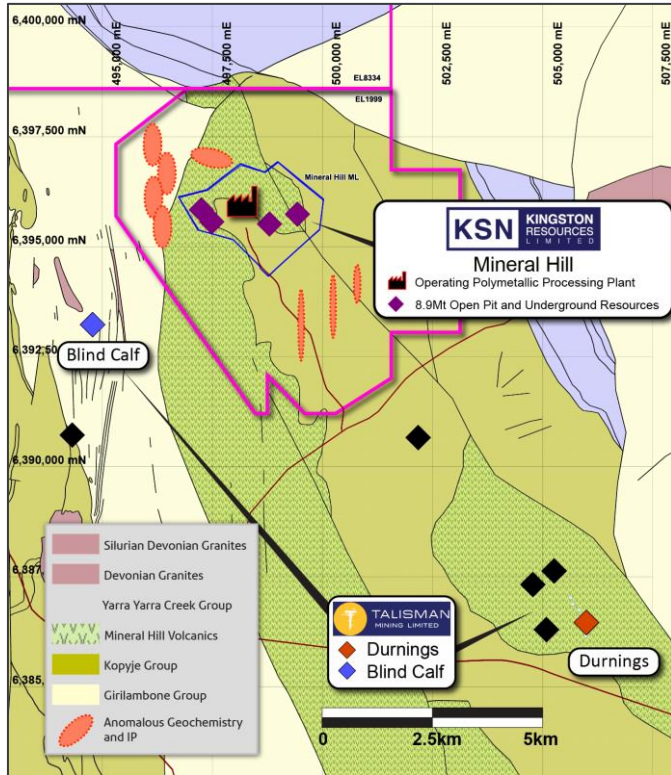 6,400,000 mN
495,000 mE
497,500 mE
500,000 mE
502,500 mE
505,000 mE
507,500 mE
EL8334
EL1999
6,397,500 mN
Mineral Hill ML
6,395,000 mN
KSN KINGSTON RESOURCES LIMITED
Mineral Hill
Operating Polymetallic Processing Plant
8.9Mt Open Pit and Underground Resources
6,392,500 mN
Blind Calf
6,390,000 mN
Silurian Devonian Granites
Devonian Granites
Yarra Yarra Creek Group
Mineral Hill Volcanics
Kopyje Group
Girilambone Group
Anomalous Geochemistry
and IP
TALISMAN
MINING LIMITED
Durnings
Blind Calf
Durnings
0
2.5km
5km